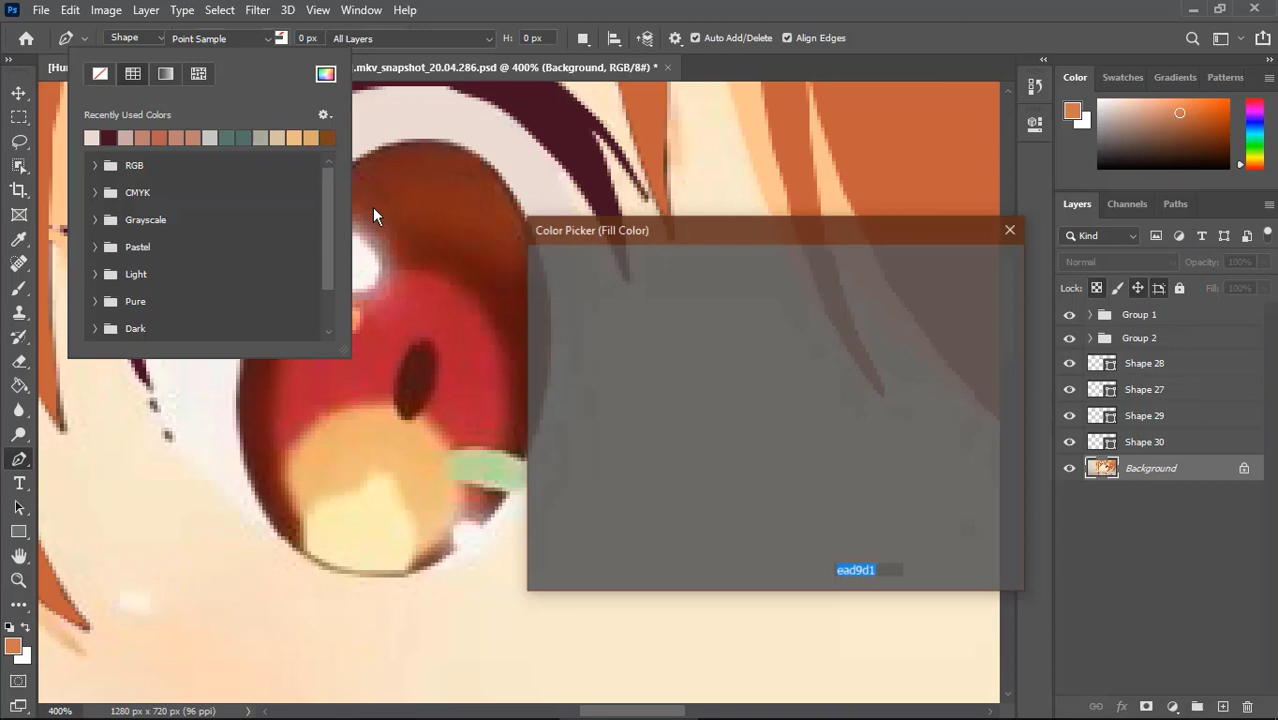 Ps File Edit Image Layer Type Select Filter 3D View Window Help
Shape Point Sample 0 px All Layers H: 0 px Auto Add/Delete Align Edges
[Hu .mkv_snapshot_20.04.286.psd @ 400% (Background, RGB/8#) *
Recently Used Colors
RGB
CMYK
Grayscale
Pastel
Light
Pure
Dark
Color Picker (Fill Color)
ead9d1
Color Swatches Gradients Patterns
Layers Channels Paths
Kind
Normal Opacity: 100%
Lock: Fill: 100%
Group 1
Group 2
Shape 28
Shape 27
Shape 29
Shape 30
Background
400% 1280 px x 720 px (96 ppi)